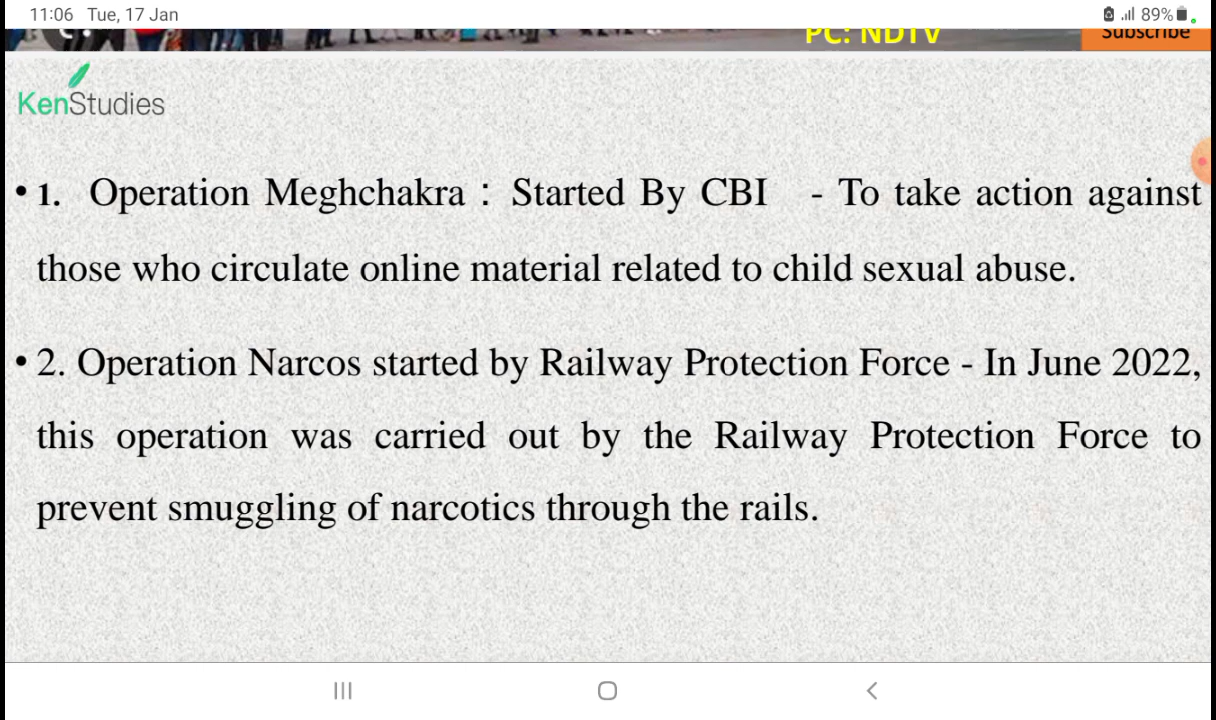 11:06 Tue, 17 Jan
89%
PC: NDTV
Subscribe
KenStudies
• 1. Operation Meghchakra : Started By CBI - To take action against
those who circulate online material related to child sexual abuse.
• 2. Operation Narcos started by Railway Protection Force - In June 2022,
this operation was carried out by the Railway Protection Force to
prevent smuggling of narcotics through the rails.